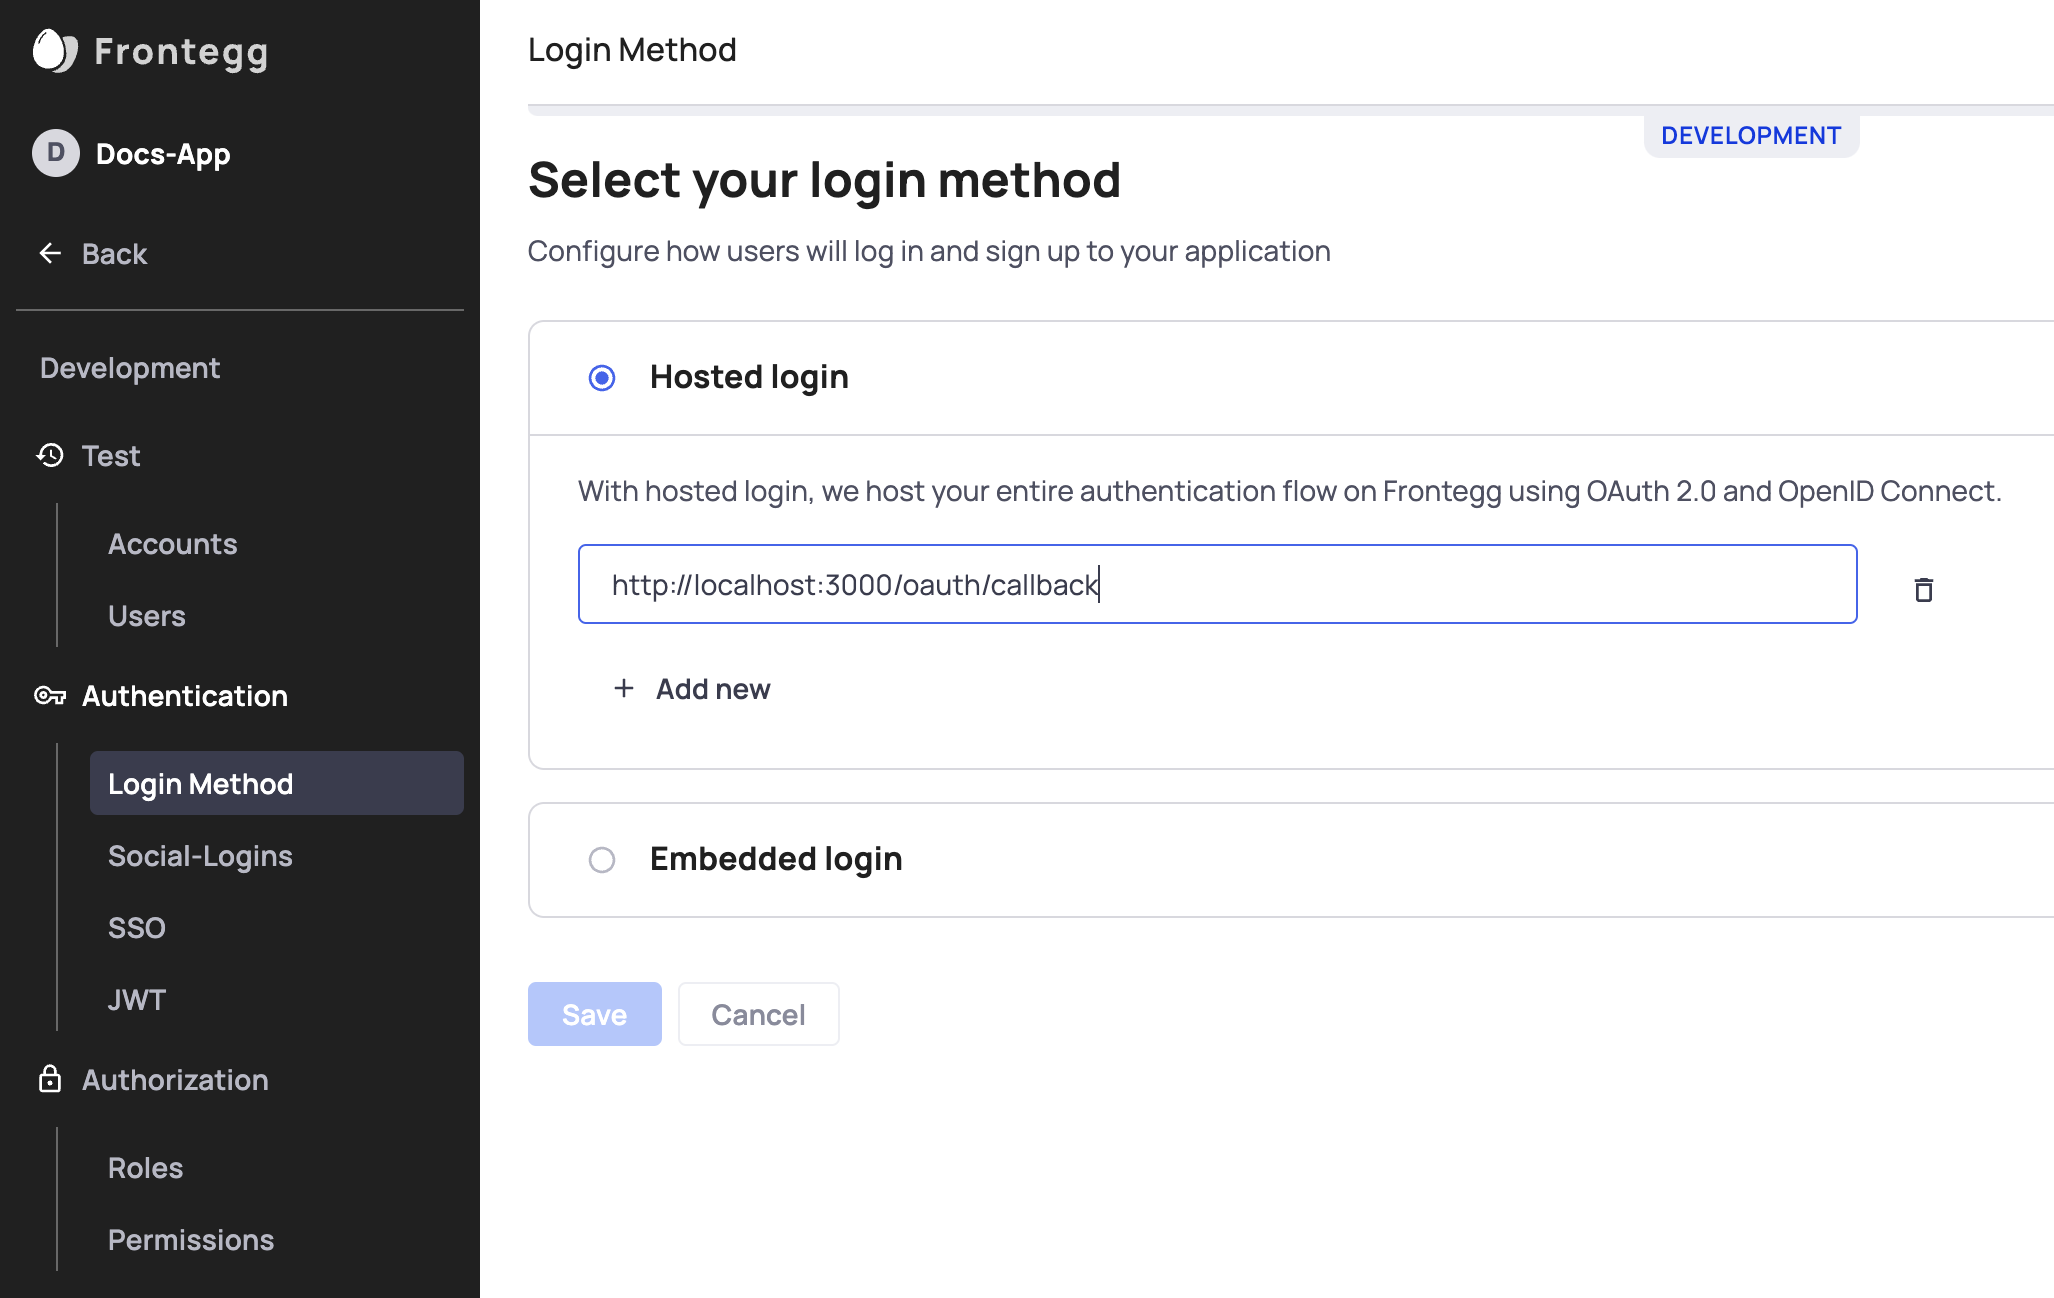 Frontegg
D Docs-App
Back
Development
Test
Accounts
Users
Authentication
Login Method
Social-Logins
SSO
JWT
Authorization
Roles
Permissions
Login Method
DEVELOPMENT
Select your login method
Configure how users will log in and sign up to your application
Hosted login
With hosted login, we host your entire authentication flow on Frontegg using OAuth 2.0 and OpenID Connect.
http://localhost:3000/oauth/callback
+ Add new
Embedded login
Save Cancel